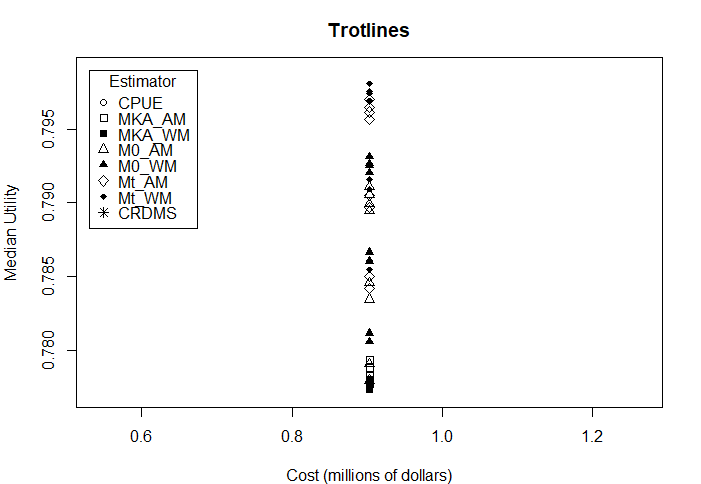 Trotlines
Estimator
CPUE
MKA_AM
MKA_WM
M0_AM
M0_WM
Mt_AM
Mt_WM
CRDMS
Median Utility
0.795
0.790
0.785
0.780
0.6 0.8 1.0 1.2
Cost (millions of dollars)